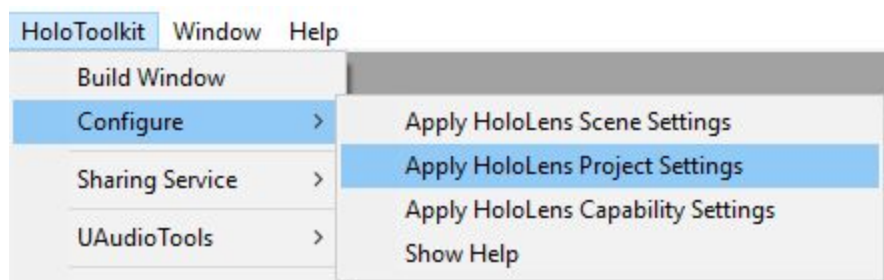 HoloToolkit Window Help
Build Window
Configure >
Apply HoloLens Scene Settings
Apply HoloLens Project Settings
Sharing Service >
Apply HoloLens Capability Settings
UAudioTools >
Show Help